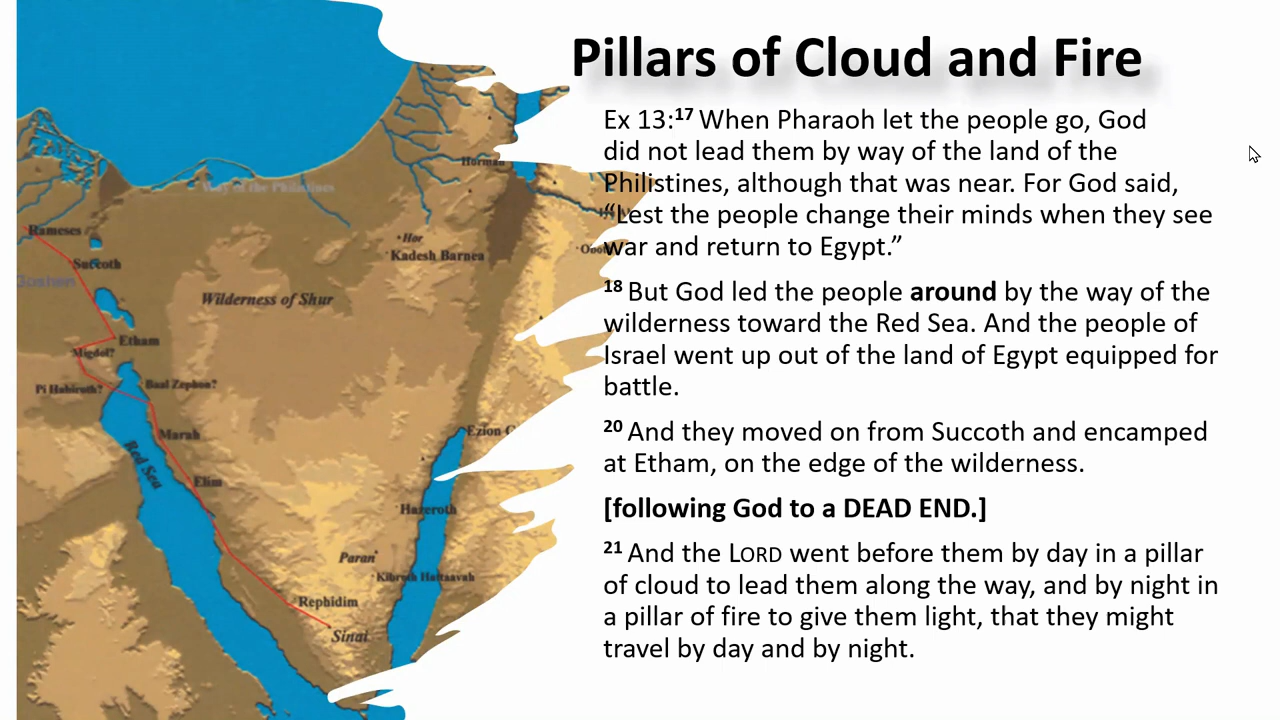 Pillars of Cloud and Fire
Ex 13:17 When Pharaoh let the people go, God
did not lead them by way of the land of the
Philistines, although that was near. For God said,
“Lest the people change their minds when they see
war and return to Egypt.”
18 But God led the people around by the way of the
wilderness toward the Red Sea. And the people of
Israel went up out of the land of Egypt equipped for
battle.
20 And they moved on from Succoth and encamped
at Etham, on the edge of the wilderness.
[following God to a DEAD END.]
21 And the LORD went before them by day in a pillar
of cloud to lead them along the way, and by night in
a pillar of fire to give them light, that they might
travel by day and by night.
Hormah
Way of the Philistines
Rameses
Hor
Kadesh Barnea
Succoth
Goshen
Wilderness of Shur
Etham
Migdol?
Pi Hahiroth?
Baal Zephon?
Marah
Ezion
Red Sea
Elim
Hazeroth
Paran
Kibroth Hattaavah
Rephidim
Sinai